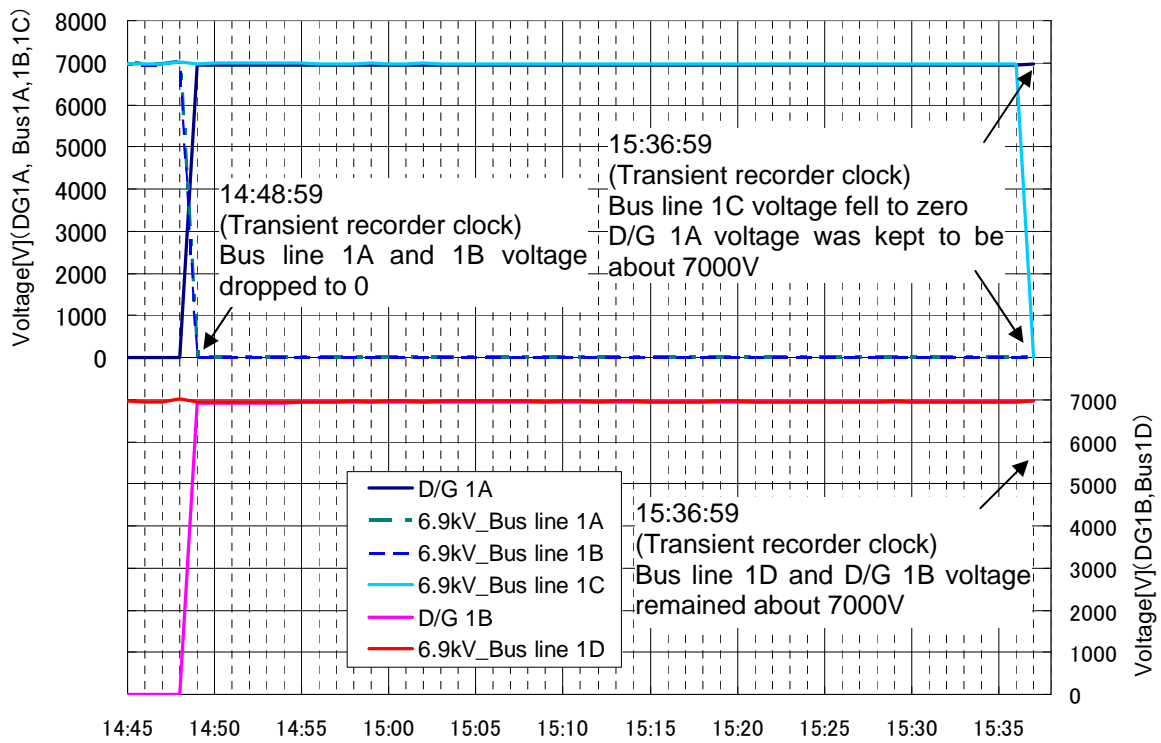 Voltage[V](DG1A, Bus1A,1B,1C)
8000
7000
6000
5000
4000
3000
2000
1000
0
14:48:59
(Transient recorder clock)
Bus line 1A and 1B voltage
dropped to 0
15:36:59
(Transient recorder clock)
Bus line 1C voltage fell to zero
D/G 1A voltage was kept to be
about 7000V
D/G 1A
6.9kV_Bus line 1A
6.9kV_Bus line 1B
6.9kV_Bus line 1C
D/G 1B
6.9kV_Bus line 1D
15:36:59
(Transient recorder clock)
Bus line 1D and D/G 1B voltage
remained about 7000V
7000
6000
5000
4000
3000
2000
1000
0
Voltage[V](DG1B,Bus1D)
14:45 14:50 14:55 15:00 15:05 15:10 15:15 15:20 15:25 15:30 15:35